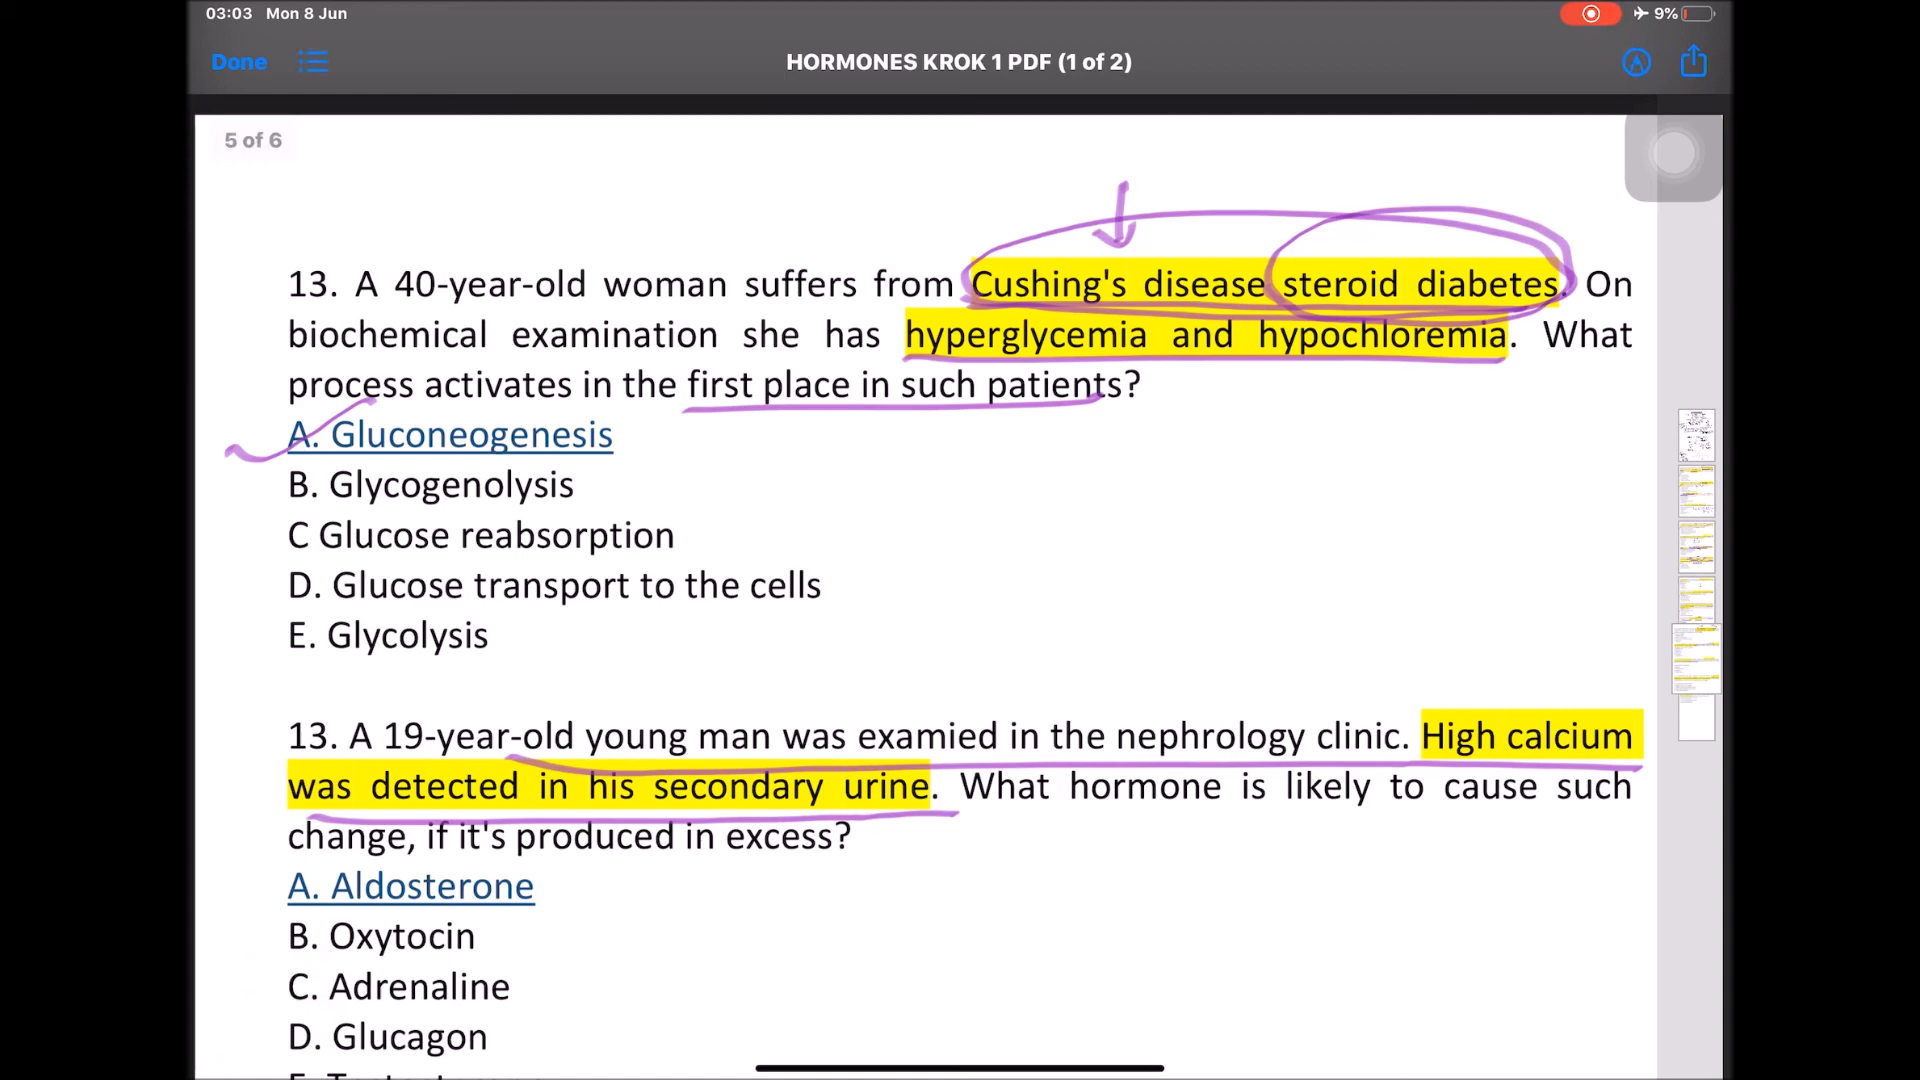 03:03 Mon 8 Jun
9%
Done
HORMONES KROK 1 PDF (1 of 2)
5 of 6
13. A 40-year-old woman suffers from Cushing's disease steroid diabetes. On
biochemical examination she has hyperglycemia and hypochloremia. What
process activates in the first place in such patients?
A. Gluconeogenesis
B. Glycogenolysis
C Glucose reabsorption
D. Glucose transport to the cells
E. Glycolysis
13. A 19-year-old young man was examied in the nephrology clinic. High calcium
was detected in his secondary urine. What hormone is likely to cause such
change, if it's produced in excess?
A. Aldosterone
B. Oxytocin
C. Adrenaline
D. Glucagon